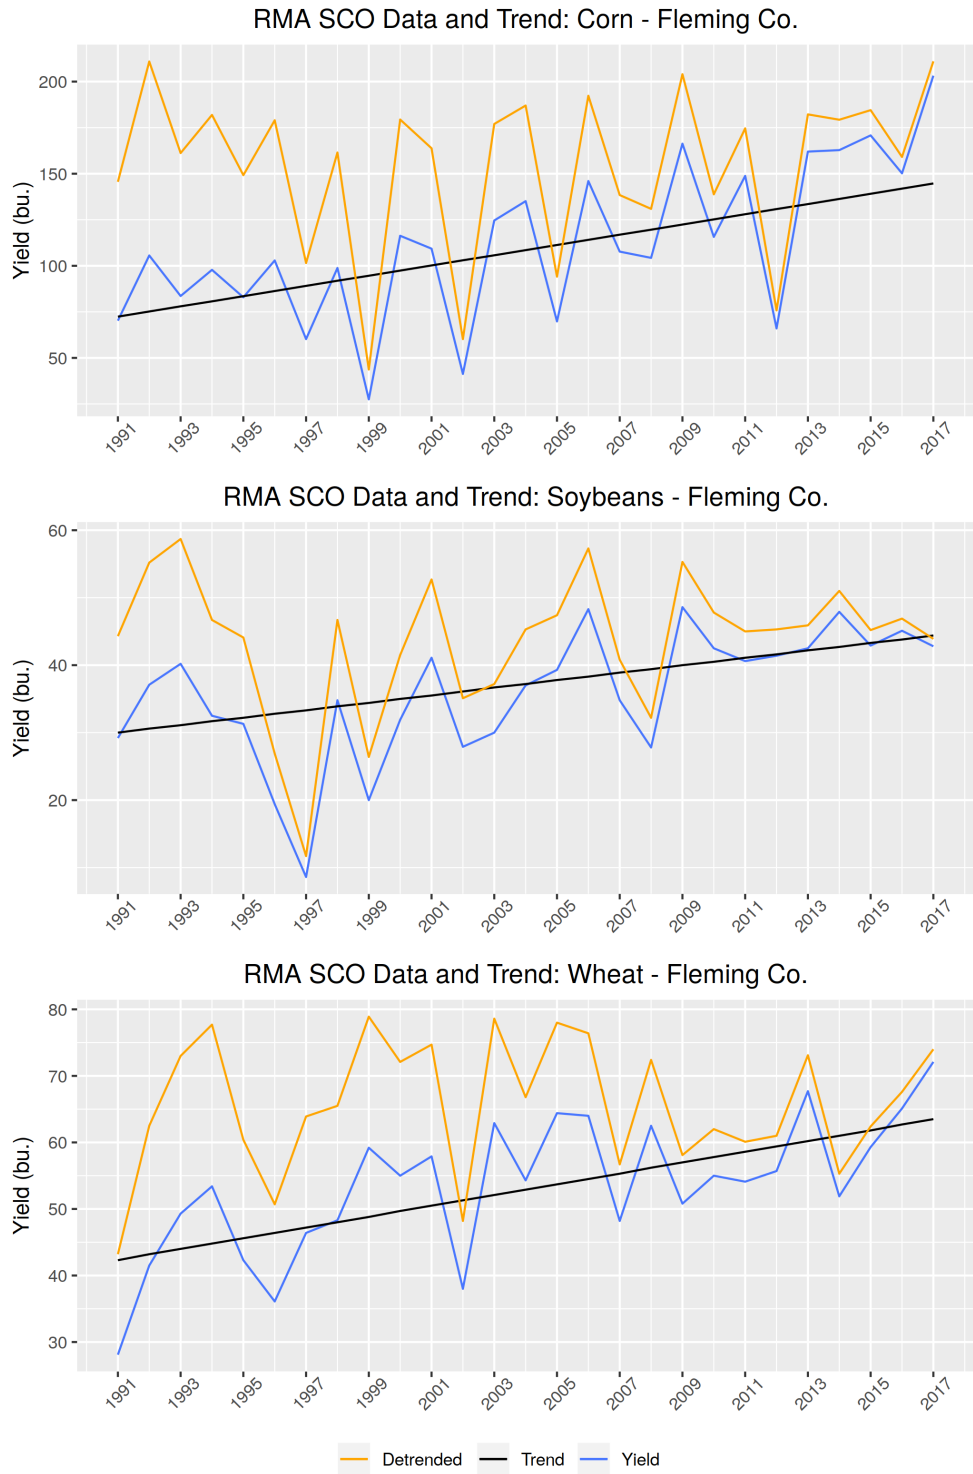 RMA SCO Data and Trend: Corn - Fleming Co.
Yield (bu.)
200
150
100
50
1991 1993 1995 1997 1999 2001 2003 2005 2007 2009 2011 2013 2015 2017
RMA SCO Data and Trend: Soybeans - Fleming Co.
Yield (bu.)
60
40
20
1991 1993 1995 1997 1999 2001 2003 2005 2007 2009 2011 2013 2015 2017
RMA SCO Data and Trend: Wheat - Fleming Co.
Yield (bu.)
80
70
60
50
40
30
1991 1993 1995 1997 1999 2001 2003 2005 2007 2009 2011 2013 2015 2017
Detrended Trend Yield